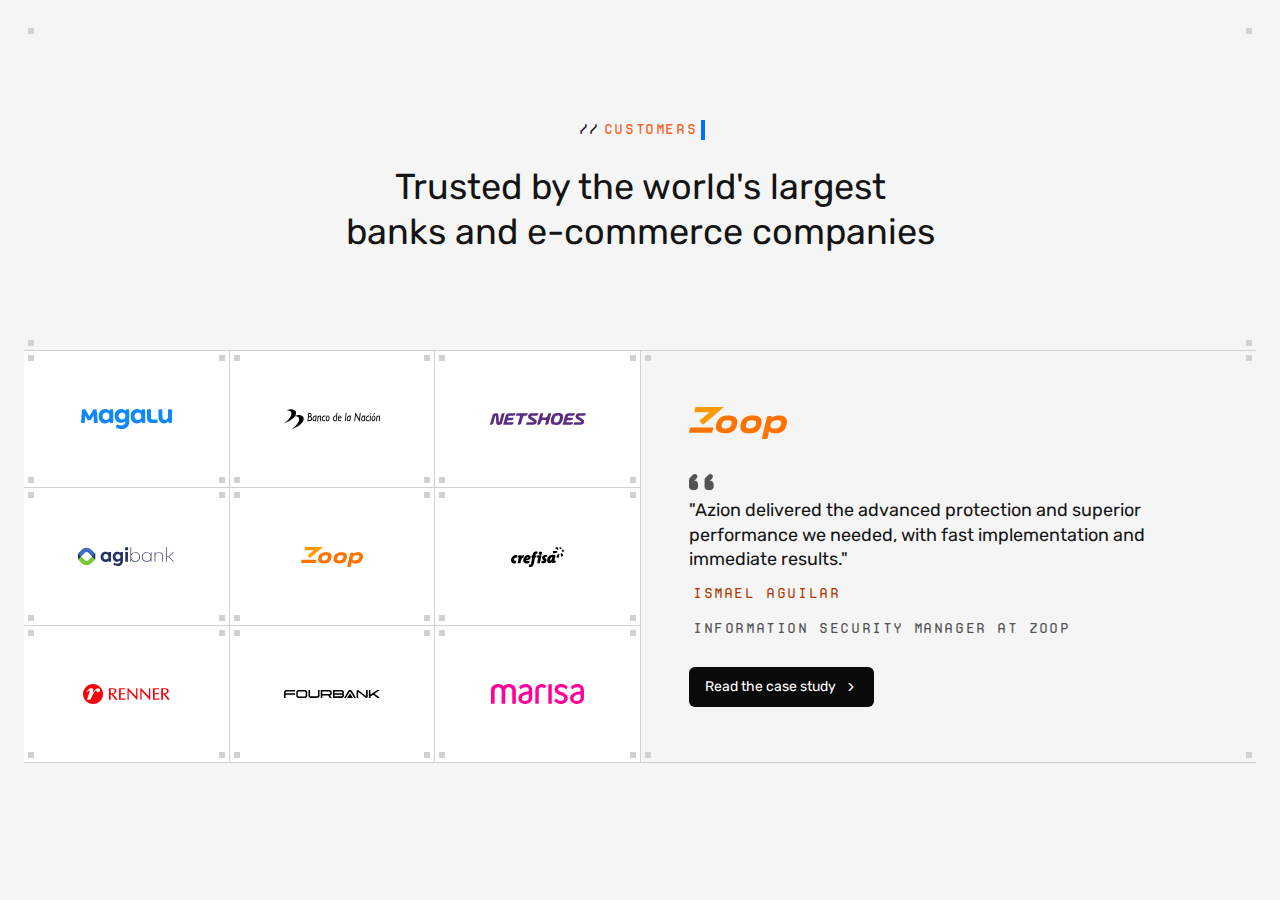 // CUSTOMERS
Trusted by the world's largest
banks and e-commerce companies
magalu
Banco de la Nación
NETSHOES
agibank
Zoop
crefisa
RENNER
FOURBANK
marisa
Zoop
"Azion delivered the advanced protection and superior
performance we needed, with fast implementation and
immediate results."
ISMAEL AGUILAR
INFORMATION SECURITY MANAGER AT ZOOP
Read the case study